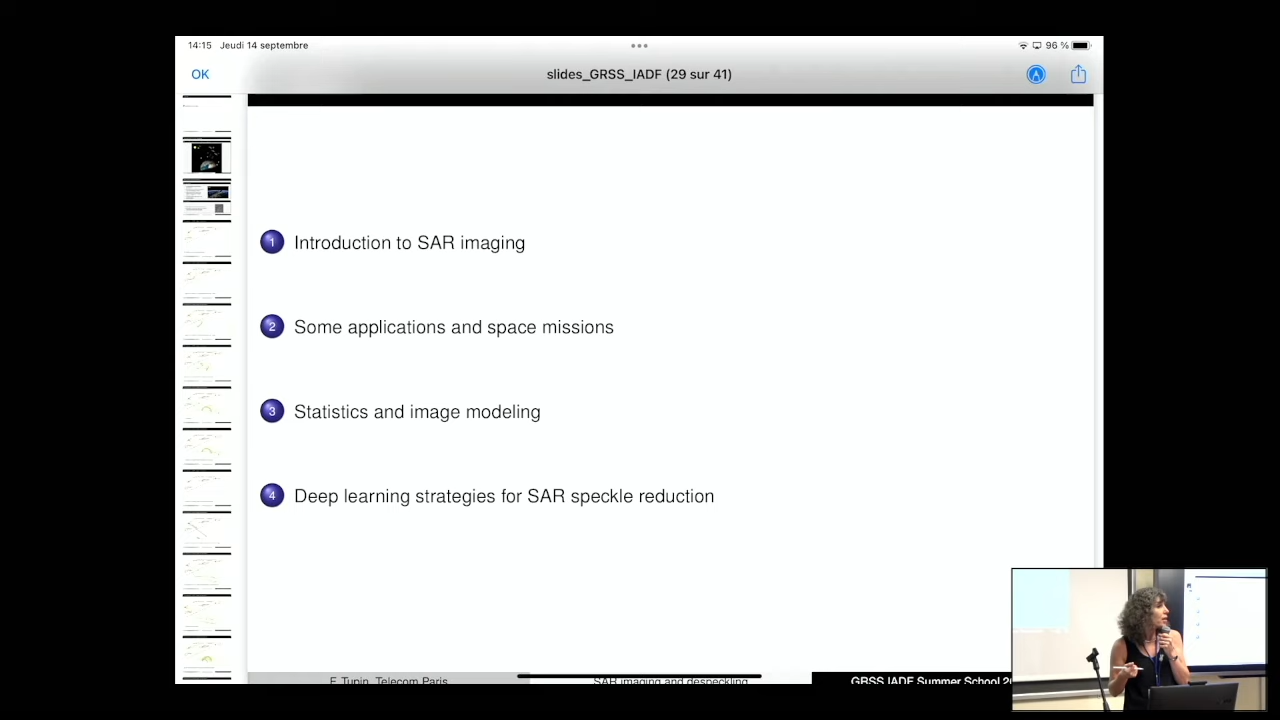 14:15 Jeudi 14 septembre
96 %
OK
slides_GRSS_IADF (29 sur 41)
1 Introduction to SAR imaging
2 Some applications and space missions
3 Statistics and image modeling
4 Deep learning strategies for SAR speckle reduction
F. Tupin, Telecom Paris
SAR imaging and despeckling
GRSS IADF Summer School